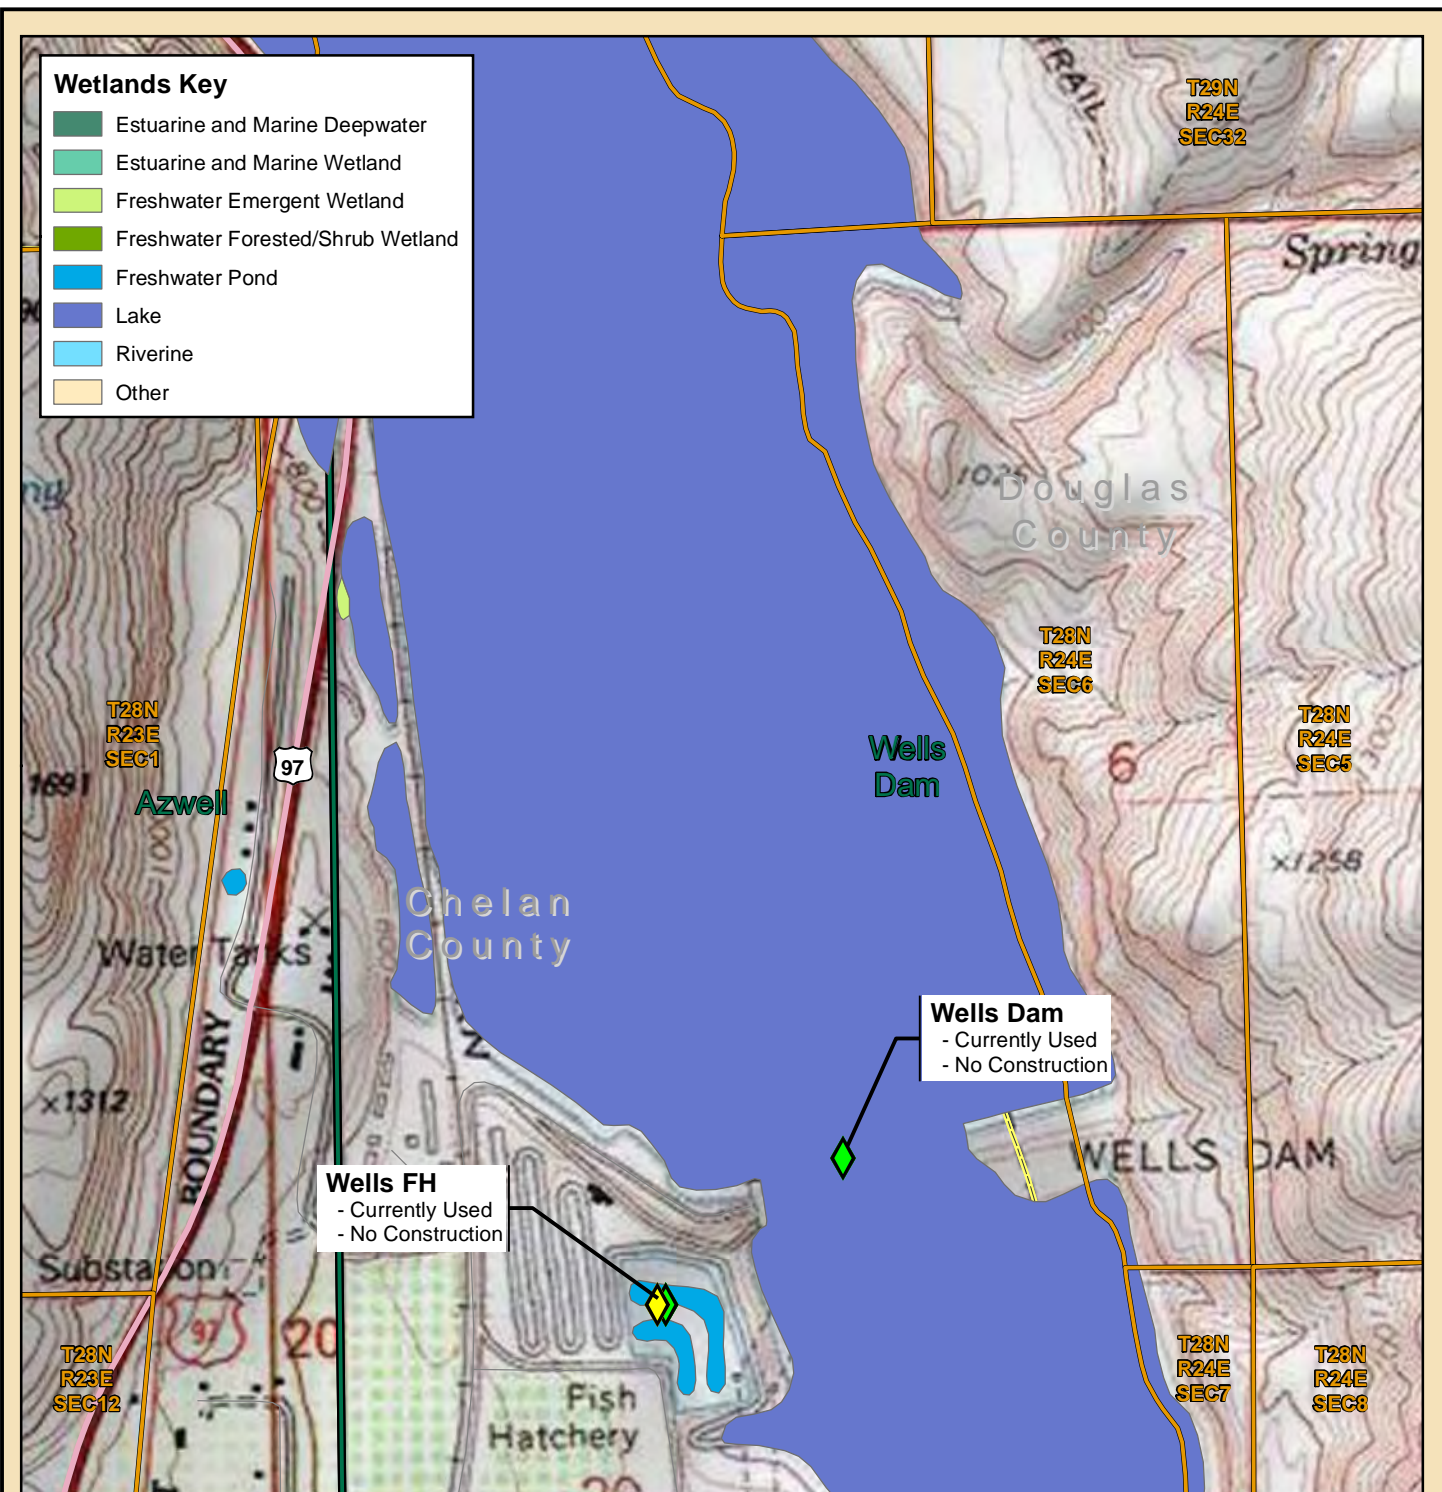 Wetlands Key
Estuarine and Marine Deepwater
Estuarine and Marine Wetland
Freshwater Emergent Wetland
Freshwater Forested/Shrub Wetland
Freshwater Pond
Lake
Riverine
Other
TRAIL
T29N
R24E
SEC32
Spring
800
Douglas
County
T28N
R24E
SEC6
6
T28N
R24E
SEC5
T28N
R23E
SEC1
97
1691
Azwell
1000
Wells
Dam
x1258
Chelan
County
Water Tanks
Wells Dam
- Currently Used
- No Construction
x1312
BOUNDARY
WELLS DAM
Wells FH
- Currently Used
- No Construction
Substation
97
20
T28N
R23E
SEC12
T28N
R24E
SEC7
T28N
R24E
SEC8
Fish
Hatchery